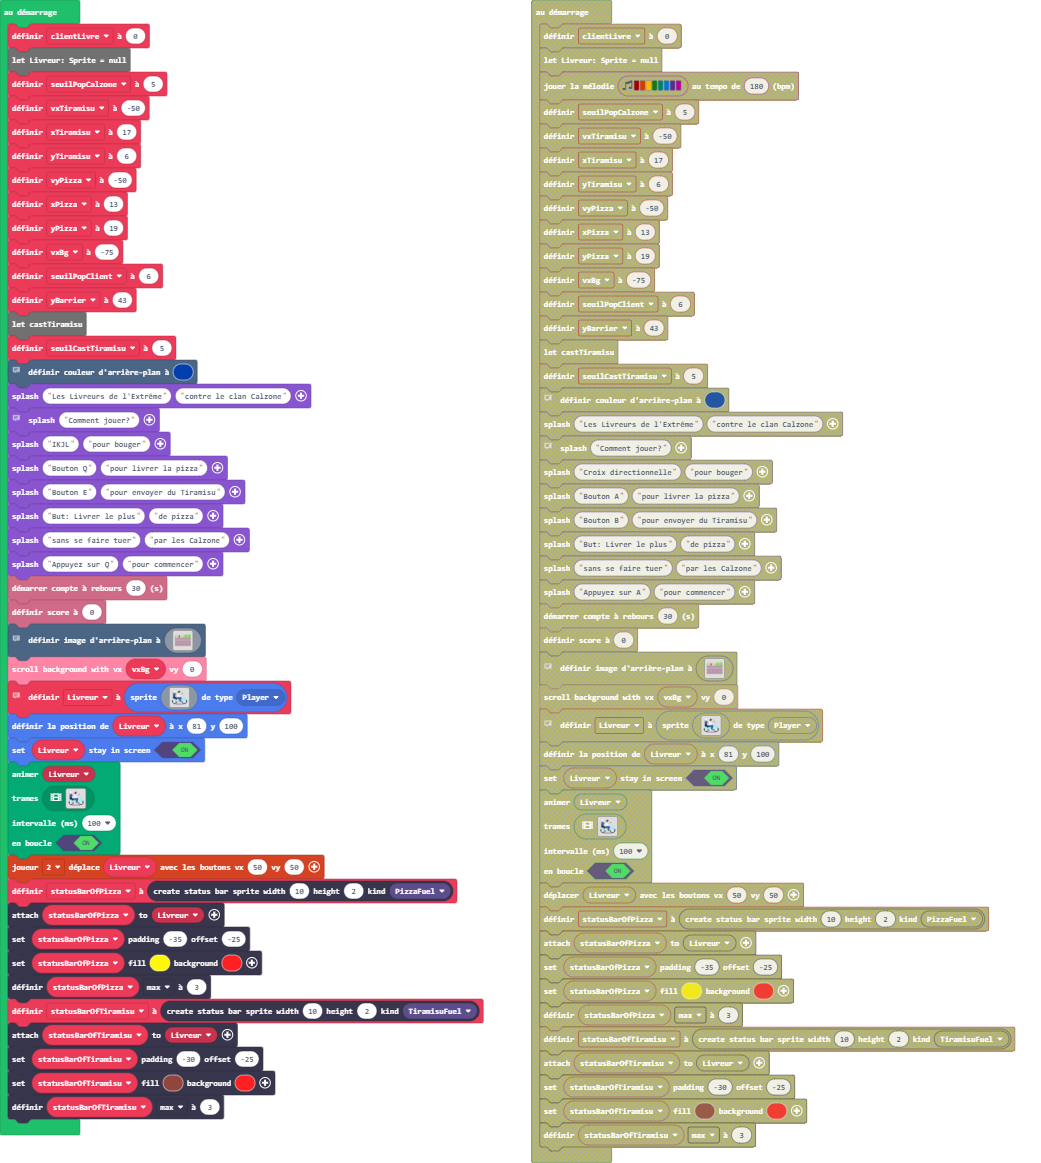 au démarrage
définir clientLivre à 0
let Livreur: Sprite = null
définir seuilPopCalzone à 5
définir vxTiramisu à -50
définir xTiramisu à 17
définir yTiramisu à 6
définir vyPizza à -50
définir xPizza à 13
définir yPizza à 19
définir vxBg à -75
définir seuilPopClient à 6
définir yBarrier à 43
let castTiramisu
définir seuilCastTiramisu à 5
définir couleur d'arrière-plan à
splash "Les Livreurs de l'Extrême" "contre le clan Calzone"
splash "Comment jouer?"
splash "IKJL" "pour bouger"
splash "Bouton Q" "pour livrer la pizza"
splash "Bouton E" "pour envoyer du Tiramisu"
splash "But: Livrer le plus" "de pizza"
splash "sans se faire tuer" "par les Calzone"
splash "Appuyez sur Q" "pour commencer"
démarrer compte à rebours 30 (s)
définir score à 0
définir image d'arrière-plan à
scroll background with vx vxBg vy 0
définir Livreur à sprite de type Player
définir la position de Livreur à x 81 y 100
set Livreur stay in screen ON
animer Livreur
trames
intervalle (ms) 100
en boucle ON
joueur 2 déplace Livreur avec les boutons vx 50 vy 50
définir statusBarOfPizza à create status bar sprite width 10 height 2 kind PizzaFuel
attach statusBarOfPizza to Livreur
set statusBarOfPizza padding -35 offset -25
set statusBarOfPizza fill background
définir statusBarOfPizza max à 3
définir statusBarOfTiramisu à create status bar sprite width 10 height 2 kind TiramisuFuel
attach statusBarOfTiramisu to Livreur
set statusBarOfTiramisu padding -30 offset -25
set statusBarOfTiramisu fill background
définir statusBarOfTiramisu max à 3
au démarrage
définir clientLivre à 0
let Livreur: Sprite = null
jouer la mélodie au tempo de 180 (bpm)
définir seuilPopCalzone à 5
définir vxTiramisu à -50
définir xTiramisu à 17
définir yTiramisu à 6
définir vyPizza à -50
définir xPizza à 13
définir yPizza à 19
définir vxBg à -75
définir seuilPopClient à 6
définir yBarrier à 43
let castTiramisu
définir seuilCastTiramisu à 5
définir couleur d'arrière-plan à
splash "Les Livreurs de l'Extrême" "contre le clan Calzone"
splash "Comment jouer?"
splash "Croix directionnelle" "pour bouger"
splash "Bouton A" "pour livrer la pizza"
splash "Bouton B" "pour envoyer du Tiramisu"
splash "But: Livrer le plus" "de pizza"
splash "sans se faire tuer" "par les Calzone"
splash "Appuyez sur A" "pour commencer"
démarrer compte à rebours 30 (s)
définir score à 0
définir image d'arrière-plan à
scroll background with vx vxBg vy 0
définir Livreur à sprite de type Player
définir la position de Livreur à x 81 y 100
set Livreur stay in screen ON
animer Livreur
trames
intervalle (ms) 100
en boucle ON
déplacer Livreur avec les boutons vx 50 vy 50
définir statusBarOfPizza à create status bar sprite width 10 height 2 kind PizzaFuel
attach statusBarOfPizza to Livreur
set statusBarOfPizza padding -35 offset -25
set statusBarOfPizza fill background
définir statusBarOfPizza max à 3
définir statusBarOfTiramisu à create status bar sprite width 10 height 2 kind TiramisuFuel
attach statusBarOfTiramisu to Livreur
set statusBarOfTiramisu padding -30 offset -25
set statusBarOfTiramisu fill background
définir statusBarOfTiramisu max à 3